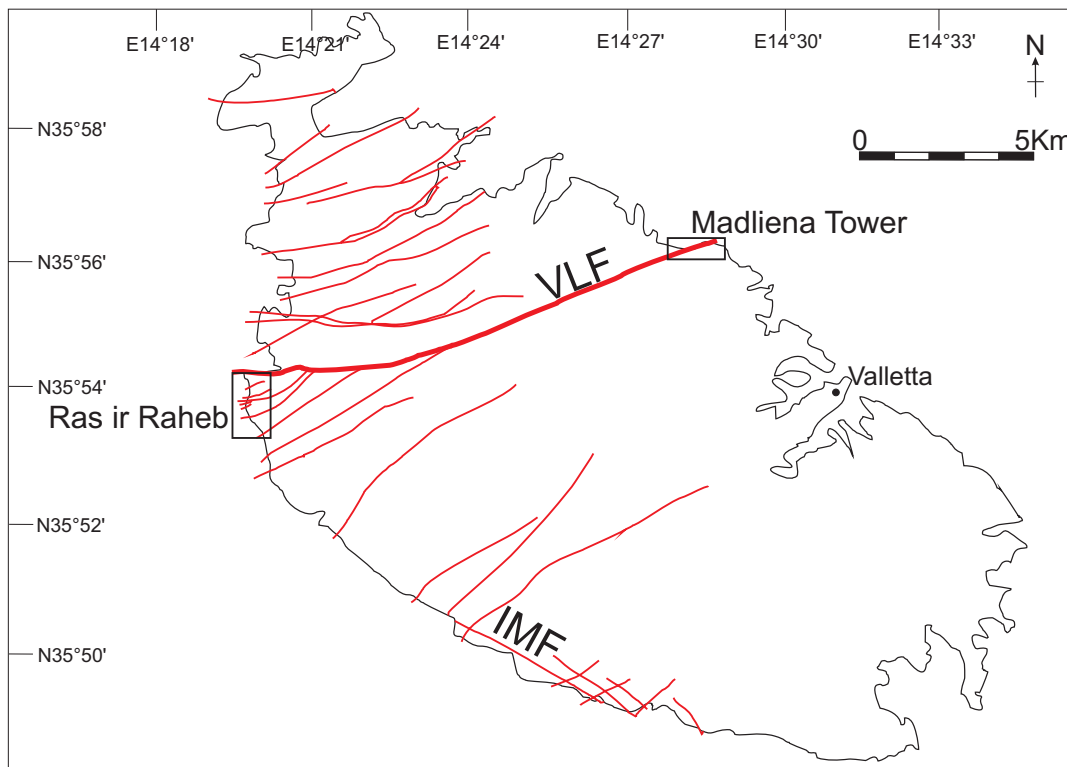 E14°18' E14°21' E14°24' E14°27' E14°30' E14°33'
N
N35°58'
0 5Km
Madliena Tower
N35°56'
VLF
Valletta
N35°54'
Ras ir Raheb
N35°52'
IMF
N35°50'